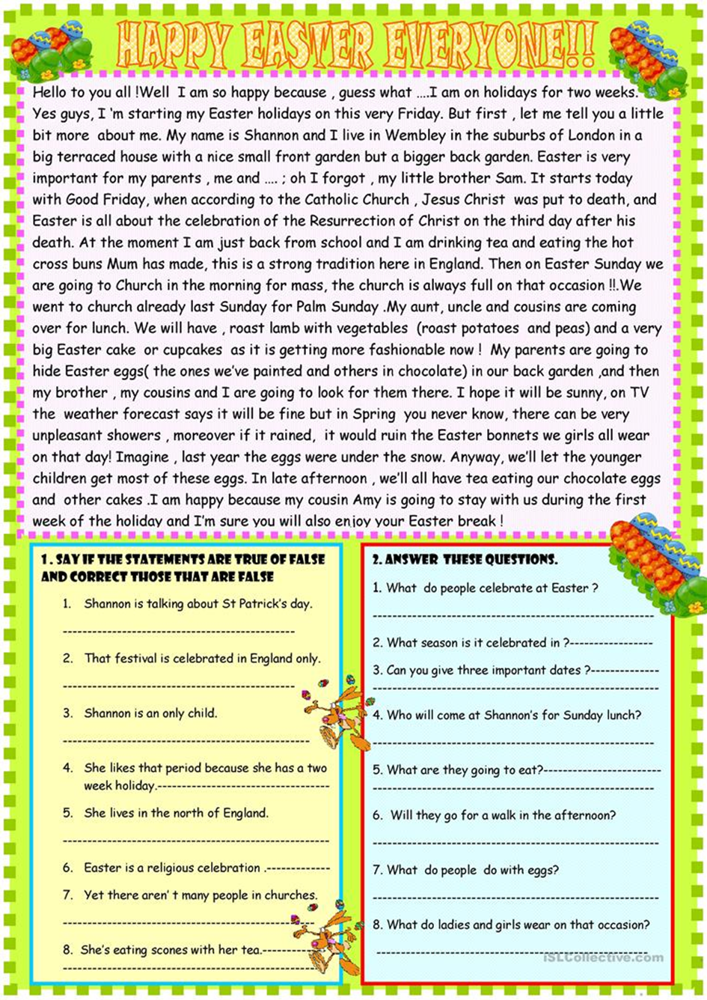 HAPPY EASTER EVERYONE!!
Hello to you all !Well I am so happy because , guess what ....I am on holidays for two weeks.
Yes guys, I 'm starting my Easter holidays on this very Friday. But first , let me tell you a little
bit more about me. My name is Shannon and I live in Wembley in the suburbs of London in a
big terraced house with a nice small front garden but a bigger back garden. Easter is very
important for my parents , me and .... ; oh I forgot , my little brother Sam. It starts today
with Good Friday, when according to the Catholic Church , Jesus Christ was put to death, and
Easter is all about the celebration of the Resurrection of Christ on the third day after his
death. At the moment I am just back from school and I am drinking tea and eating the hot
cross buns Mum has made, this is a strong tradition here in England. Then on Easter Sunday we
are going to Church in the morning for mass, the church is always full on that occasion !!.We
went to church already last Sunday for Palm Sunday .My aunt, uncle and cousins are coming
over for lunch. We will have , roast lamb with vegetables (roast potatoes and peas) and a very
big Easter cake or cupcakes as it is getting more fashionable now ! My parents are going to
hide Easter eggs( the ones we've painted and others in chocolate) in our back garden ,and then
my brother , my cousins and I are going to look for them there. I hope it will be sunny, on TV
the weather forecast says it will be fine but in Spring you never know, there can be very
unpleasant showers , moreover if it rained, it would ruin the Easter bonnets we girls all wear
on that day! Imagine , last year the eggs were under the snow. Anyway, we'll let the younger
children get most of these eggs. In late afternoon , we'll all have tea eating our chocolate eggs
and other cakes .I am happy because my cousin Amy is going to stay with us during the first
week of the holiday and I'm sure you will also enjoy your Easter break !
1 . SAY IF THE STATEMENTS ARE TRUE OF FALSE
AND CORRECT THOSE THAT ARE FALSE
1. Shannon is talking about St Patrick's day.
2. That festival is celebrated in England only.
3. Shannon is an only child.
4. She likes that period because she has a two
week holiday.
5. She lives in the north of England.
6. Easter is a religious celebration .
7. Yet there aren' t many people in churches.
8. She's eating scones with her tea.
2. ANSWER THESE QUESTIONS.
1. What do people celebrate at Easter ?
2. What season is it celebrated in ?
3. Can you give three important dates ?
4. Who will come at Shannon's for Sunday lunch?
5. What are they going to eat?
6. Will they go for a walk in the afternoon?
7. What do people do with eggs?
8. What do ladies and girls wear on that occasion?
iSLCollective.com